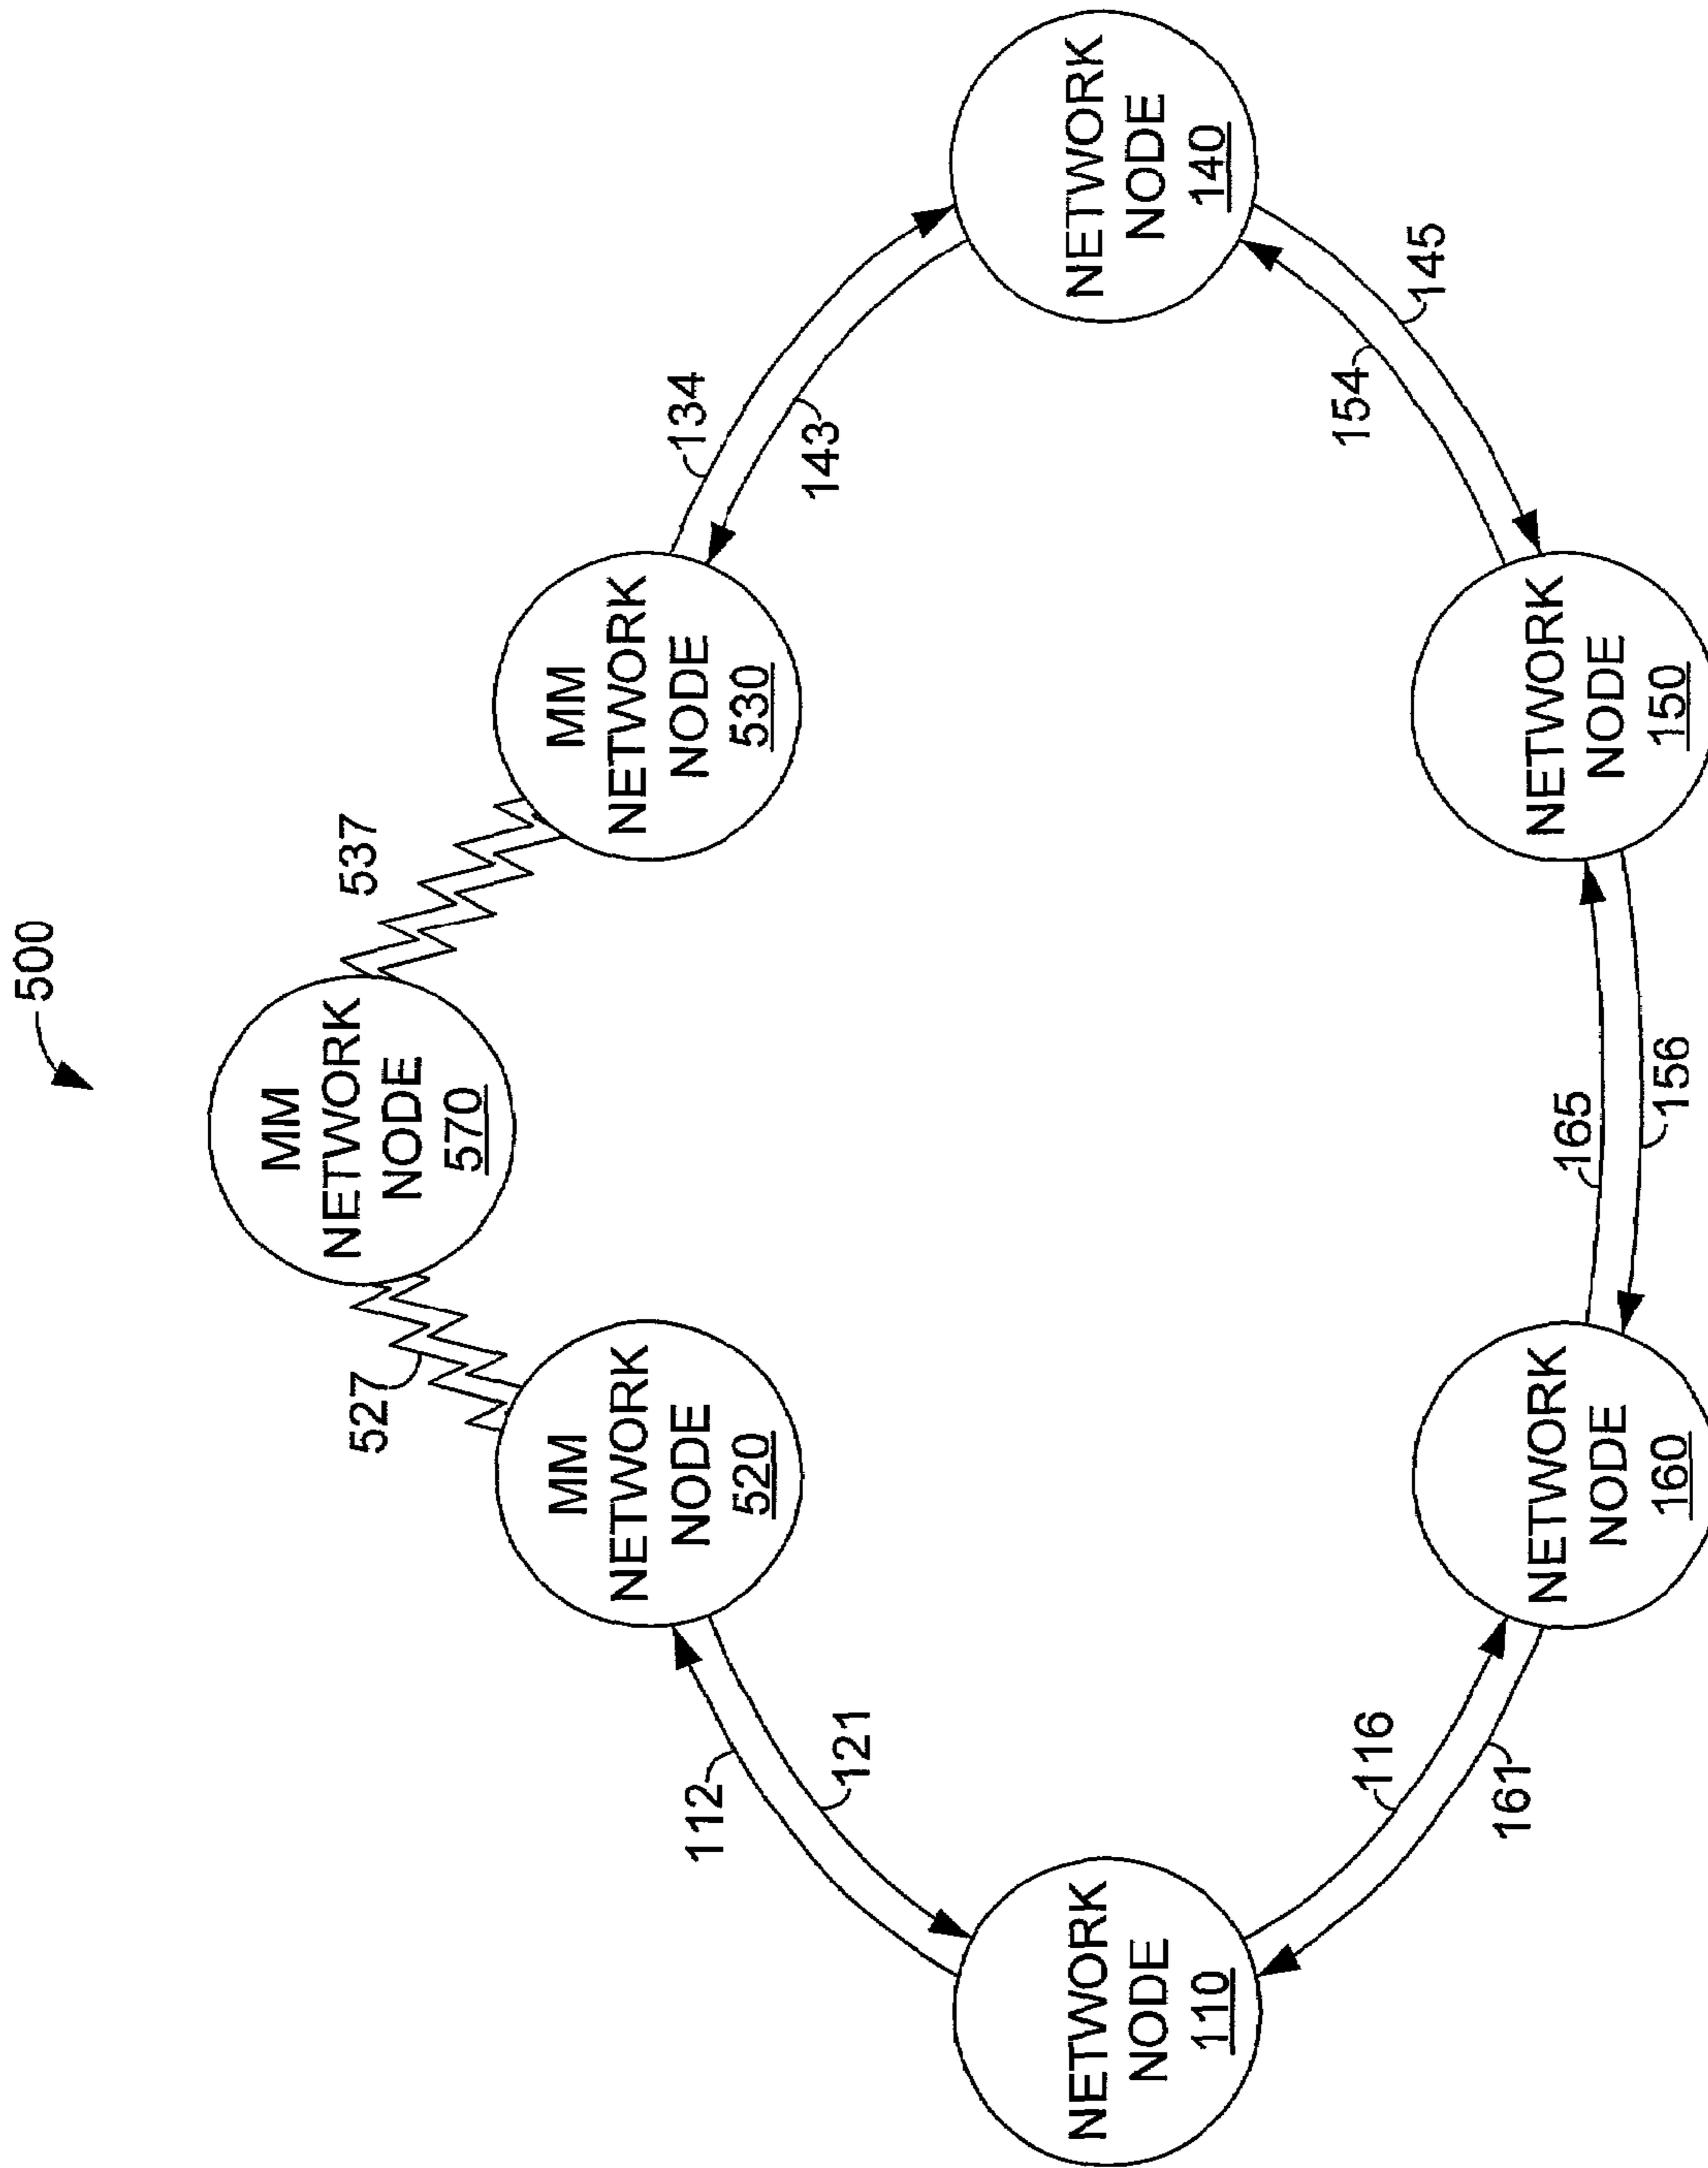 500
MM
NETWORK
NODE
570
527
537
MM
NETWORK
NODE
520
MM
NETWORK
NODE
530
112
121
134
143
NETWORK
NODE
110
NETWORK
NODE
140
116
161
154
145
NETWORK
NODE
160
165
156
NETWORK
NODE
150